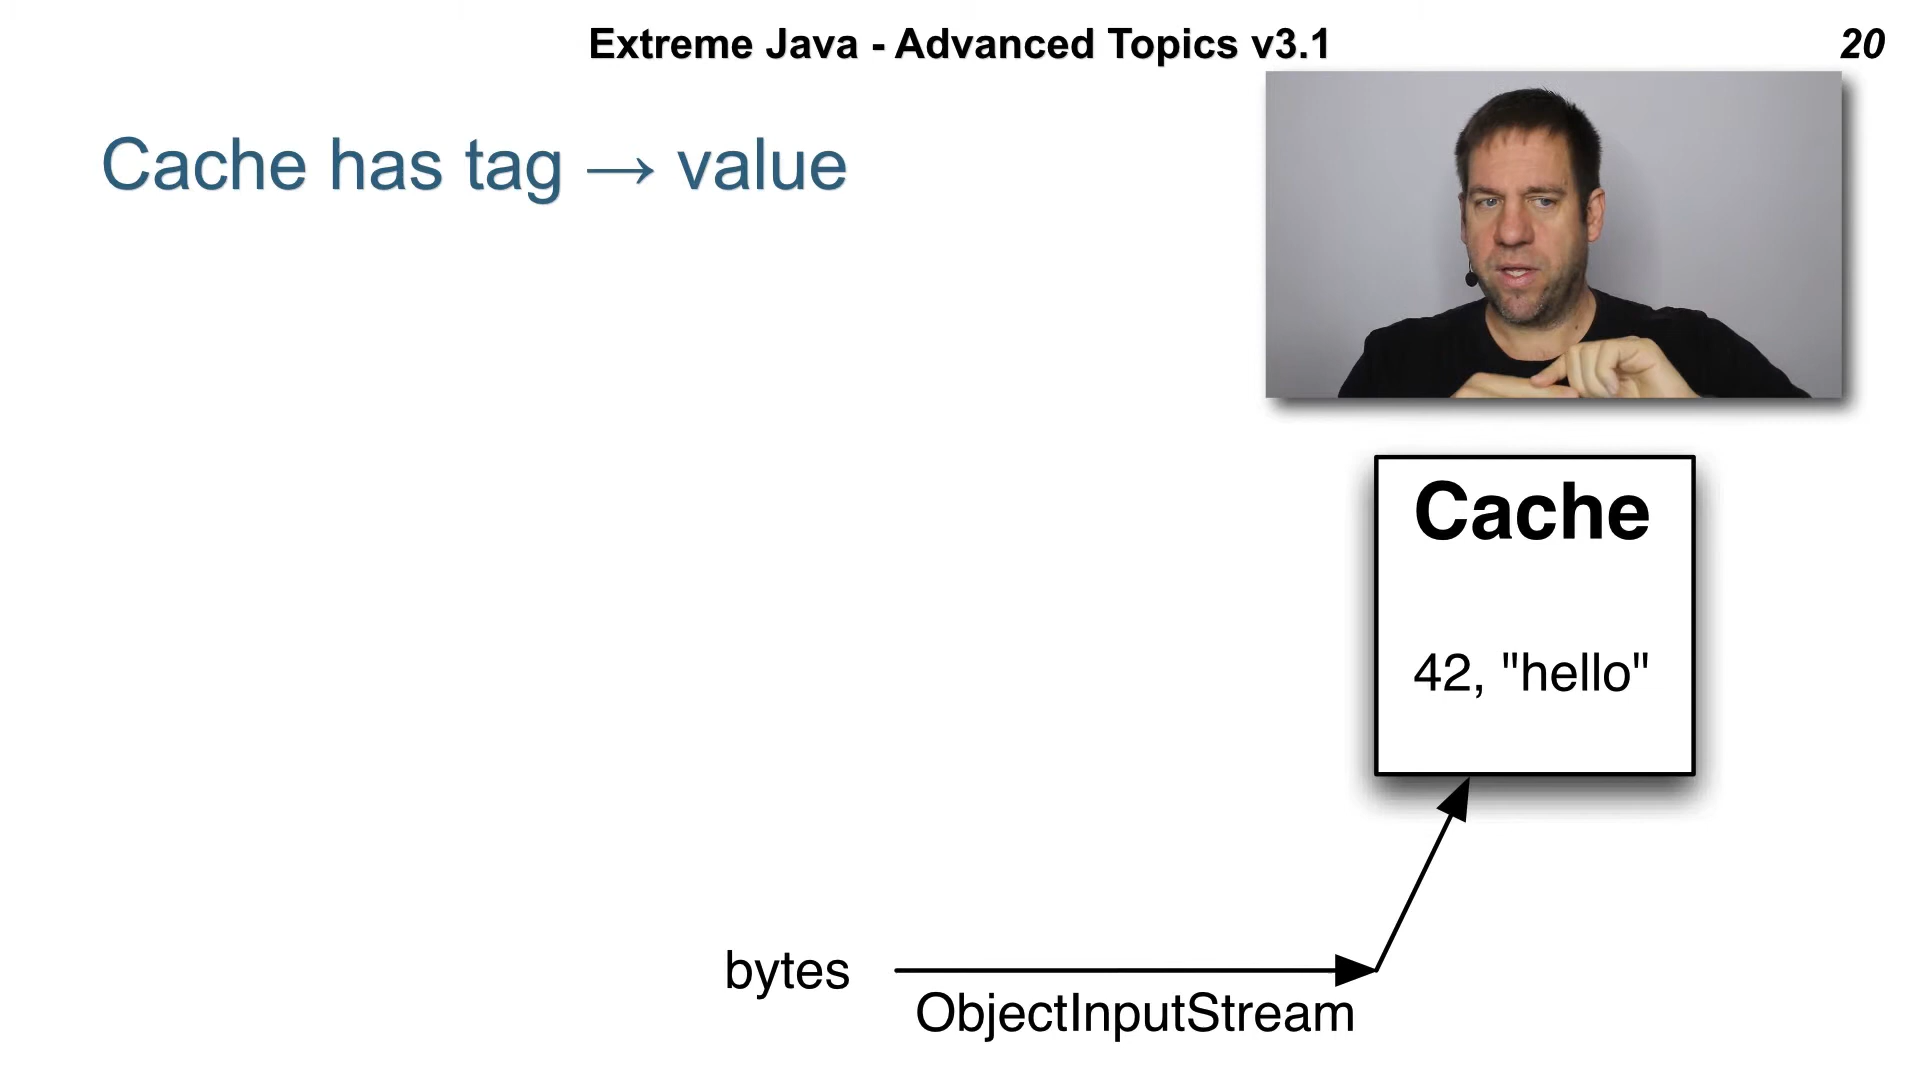 Extreme Java - Advanced Topics v3.1
20
Cache has tag → value
Cache
42, "hello"
bytes
ObjectInputStream